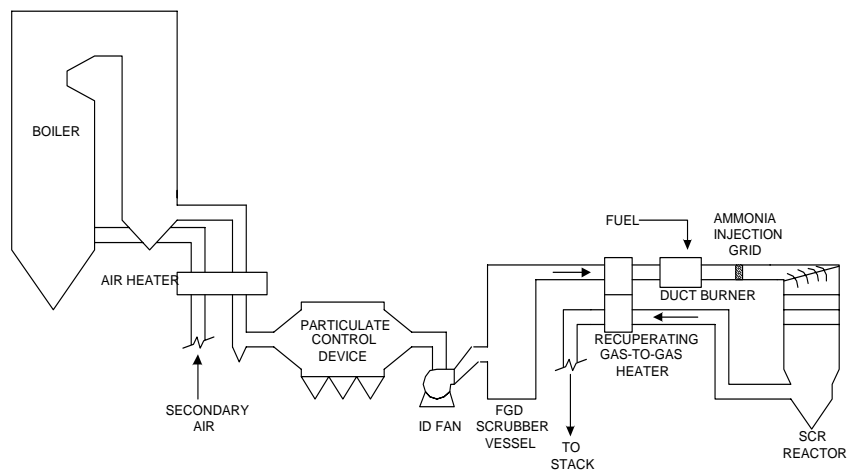 BOILER
AIR HEATER
SECONDARY
AIR
PARTICULATE
CONTROL
DEVICE
ID FAN
FGD
SCRUBBER
VESSEL
TO
STACK
FUEL
AMMONIA
INJECTION
GRID
DUCT BURNER
RECUPERATING
GAS-TO-GAS
HEATER
SCR
REACTOR